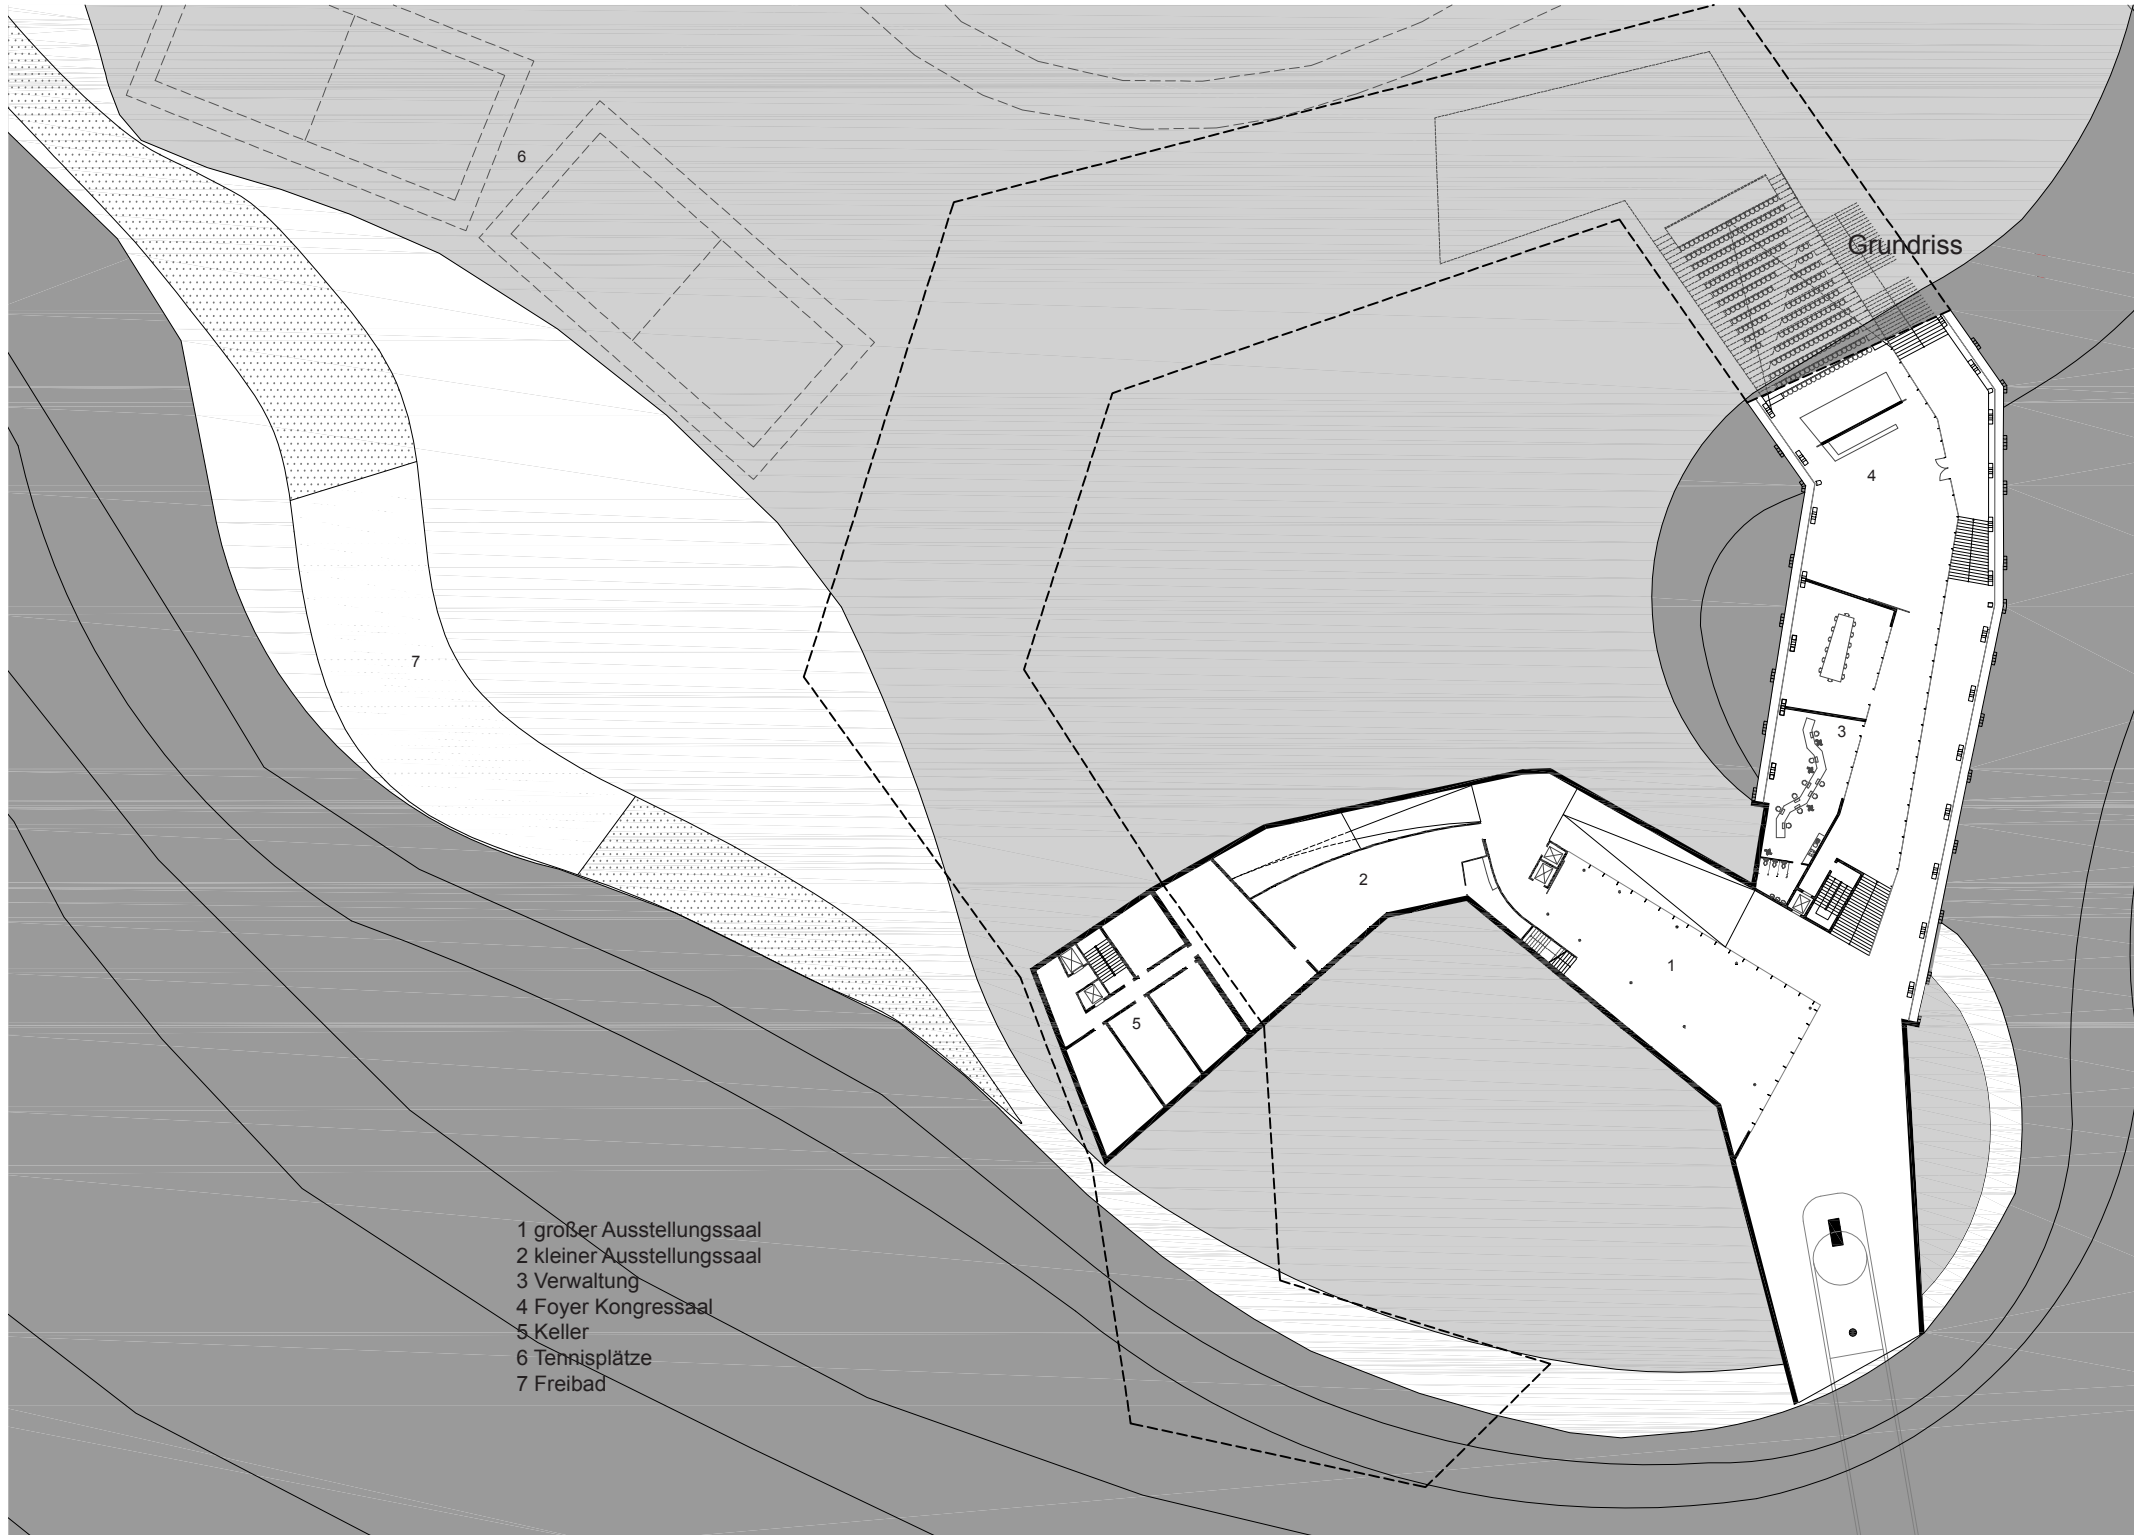 6
Grundriss
4
7
3
2
1
5
1 großer Ausstellungssaal
2 kleiner Ausstellungssaal
3 Verwaltung
4 Foyer Kongressaal
5 Keller
6 Tennisplätze
7 Freibad